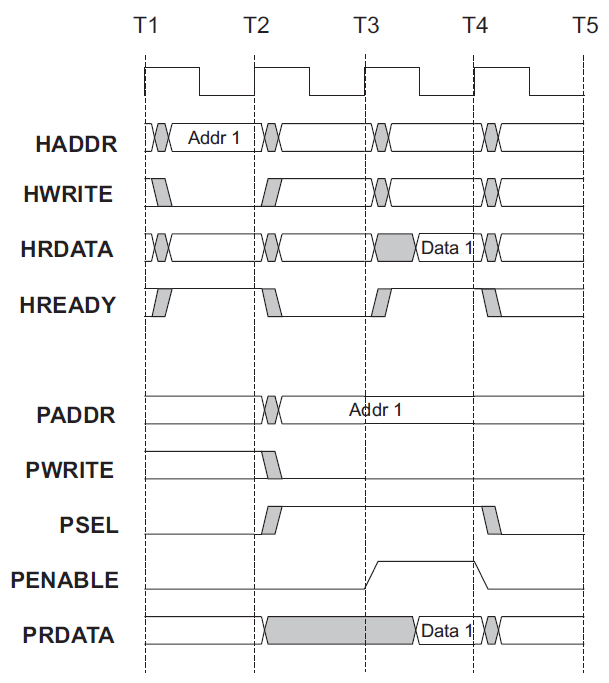 T1 T2 T3 T4 T5
HADDR Addr 1
HWRITE
HRDATA Data 1
HREADY
PADDR Addr 1
PWRITE
PSEL
PENABLE
PRDATA Data 1